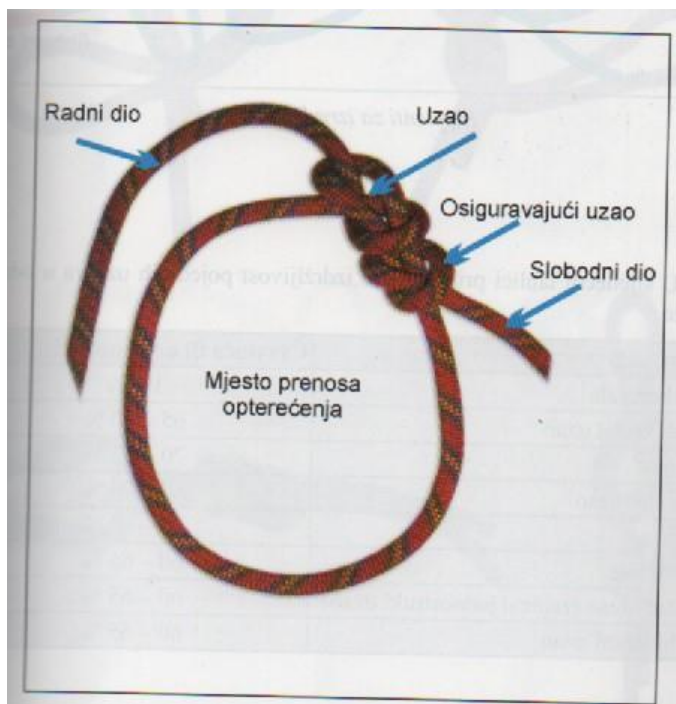 Radni dio
Uzao
Osiguravajući uzao
Slobodni dio
Mjesto prenosa
opterećenja